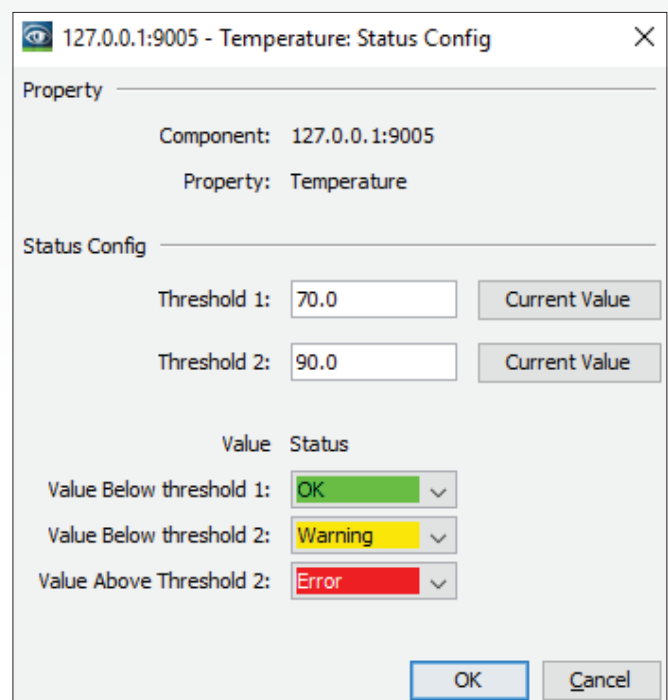 127.0.0.1:9005 - Temperature: Status Config
Property
Component: 127.0.0.1:9005
Property: Temperature
Status Config
Threshold 1: 70.0 Current Value
Threshold 2: 90.0 Current Value
Value Status
Value Below threshold 1: OK
Value Below threshold 2: Warning
Value Above Threshold 2: Error
OK Cancel